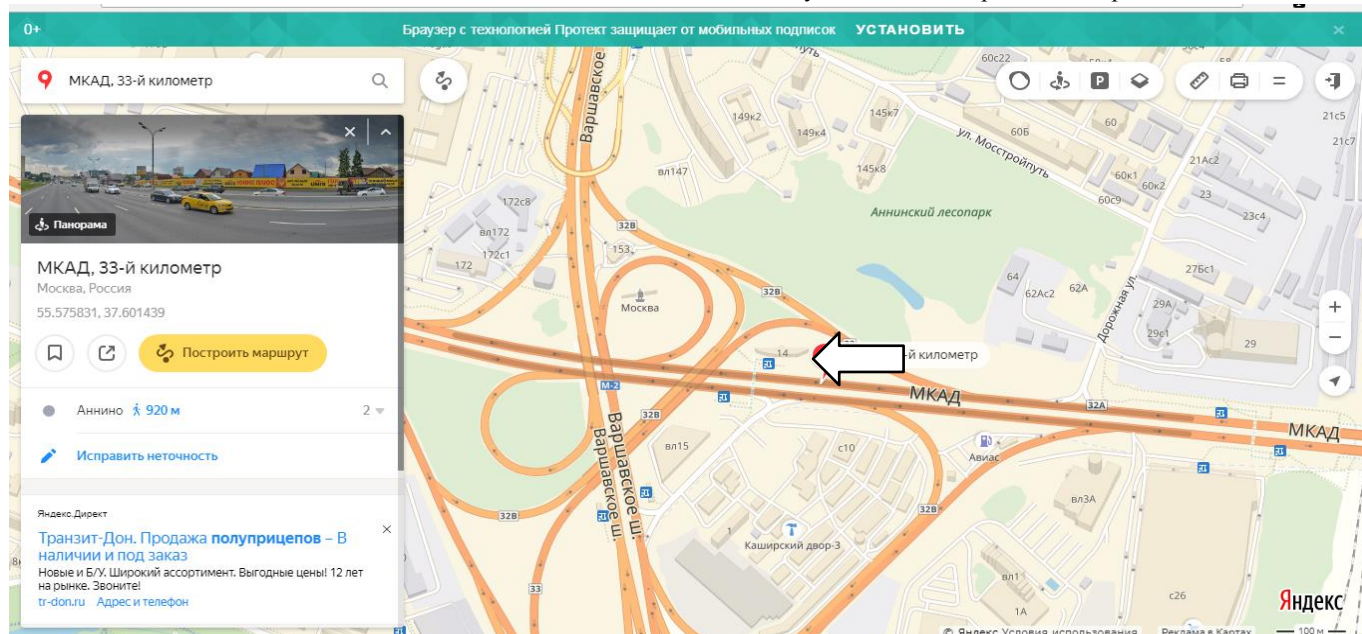 0+
Браузер с технологией Протект защищает от мобильных подписок УСТАНОВИТЬ
МКАД, 33-й километр
Панорама
МКАД, 33-й километр
Москва, Россия
55.575831, 37.601439
Построить маршрут
Аннино 920 м 2
Исправить неточность
Яндекс.Директ
Транзит-Дон. Продажа полуприцепов – В
наличии и под заказ
Новые и Б/У. Широкий ассортимент. Выгодные цены! 12 лет
на рынке. Звоните!
tr-don.ru Адрес и телефон
Варшавское
60с22
P
149к2
149к4
145к7
145к8
вл147
ул. Мосстройпуть
60Б
60
21с5
21с7
21Ас2
60к1
60к2
60с9
23
23с4
Аннинский лесопарк
172с8
вл172
172с1
172
32В
153
Москва
32В
64
62Ас2
62А
27Бс1
29А
29с1
29
Дорожная ул.
14
-й километр
М-2
МКАД
32А
МКАД
32В
Варшавское ш.
Варшавское ш.
вл15
с10
Авиас
32В
33
32В
1
Каширский двор-3
вл3А
вл1
1А
с26
Яндекс
© Яндекс Условия использования Реклама в Картах 100 м